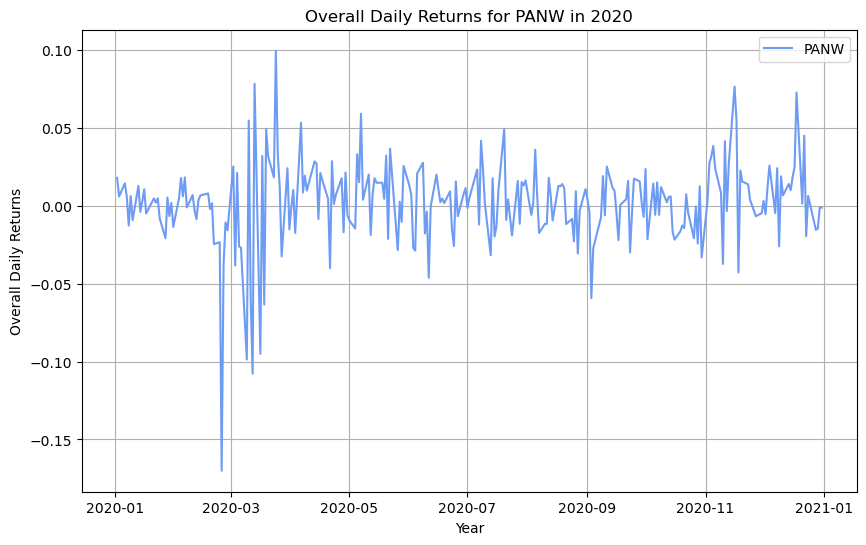 Overall Daily Returns for PANW in 2020
PANW
Overall Daily Returns
0.10
0.05
0.00
−0.05
−0.10
−0.15
2020-01 2020-03 2020-05 2020-07 2020-09 2020-11 2021-01
Year